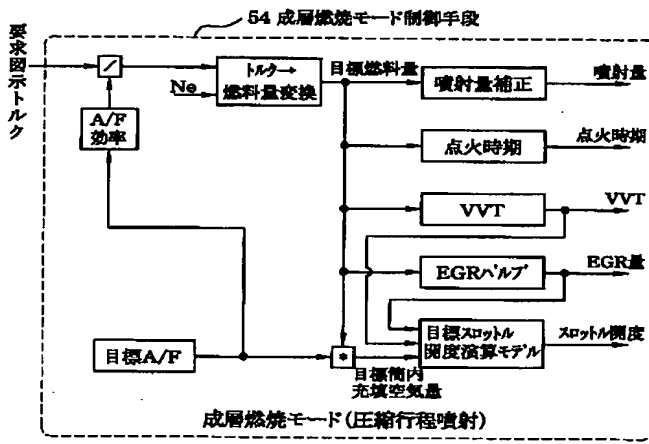 54 成層燃焼モード制御手段
要求図示トルク
/
Ne
トルク→
燃料量変換
目標燃料量
噴射量補正
噴射量
A/F
効率
点火時期
点火時期
VVT
VVT
EGRバルブ
EGR量
目標A/F
*
目標スロットル
開度演算モデル
スロットル開度
目標筒内
充填空気量
成層燃焼モード(圧縮行程噴射)